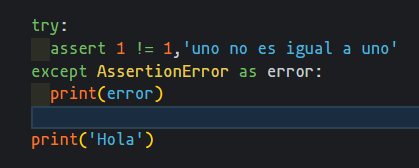 try:
  assert 1 != 1,'uno no es igual a uno'
except AssertionError as error:
  print(error)
print('Hola')